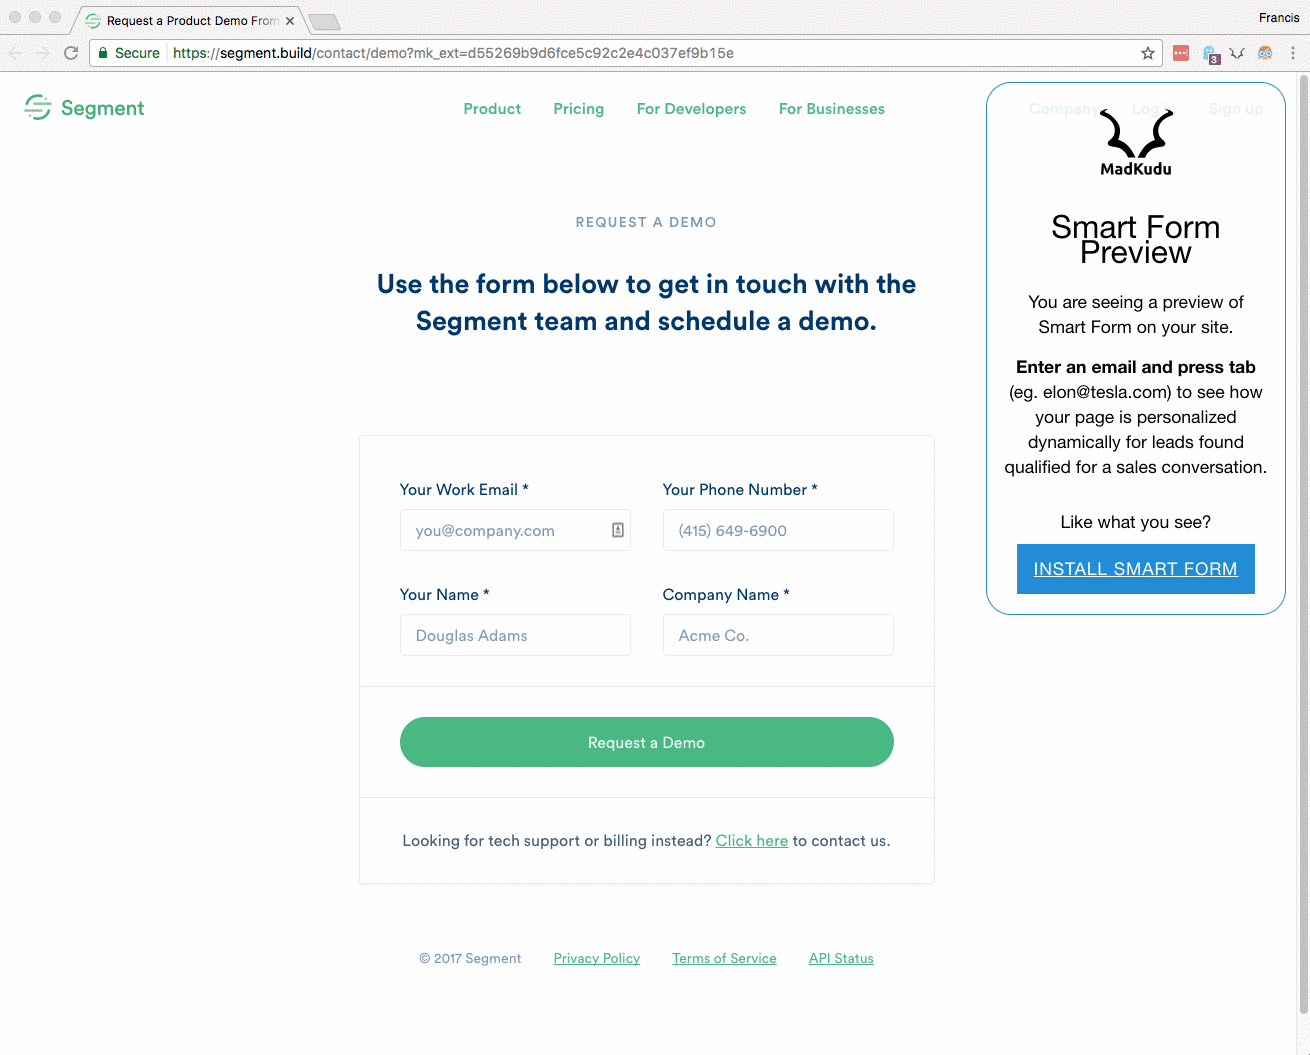 Francis
Request a Product Demo From
Secure https://segment.build/contact/demo?mk_ext=d55269b9d6fce5c92c2e4c037ef9b15e
3
Segment
Product Pricing For Developers For Businesses Company Log in Sign up
MadKudu
REQUEST A DEMO
Use the form below to get in touch with the
Segment team and schedule a demo.
Smart Form
Preview
You are seeing a preview of
Smart Form on your site.
Enter an email and press tab
(eg. elon@tesla.com) to see how
your page is personalized
dynamically for leads found
qualified for a sales conversation.
Like what you see?
INSTALL SMART FORM
Your Work Email * Your Phone Number *
you@company.com (415) 649-6900
Your Name * Company Name *
Douglas Adams Acme Co.
Request a Demo
Looking for tech support or billing instead? Click here to contact us.
© 2017 Segment Privacy Policy Terms of Service API Status